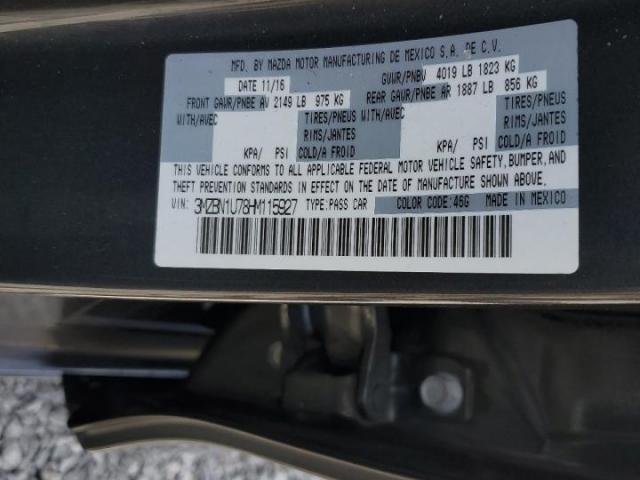 MFD. BY MAZDA MOTOR MANUFACTURING DE MEXICO S.A. DE C.V.
DATE 11/16 GVWR/PNBV 4019 LB 1823 KG
FRONT GAWR/PNBE AV 2149 LB 975 KG REAR GAWR/PNBE AR 1887 LB 856 KG
WITH/AVEC TIRES/PNEUS WITH/AVEC TIRES/PNEUS
RIMS/JANTES RIMS/JANTES
KPA/ PSI COLD/A FROID KPA/ PSI COLD/A FROID
THIS VEHICLE CONFORMS TO ALL APPLICABLE FEDERAL MOTOR VEHICLE SAFETY, BUMPER, AND
THEFT PREVENTION STANDARDS IN EFFECT ON THE DATE OF MANUFACTURE SHOWN ABOVE.
VIN: 3MZBN1U78HM115927 TYPE: PASS CAR COLOR CODE: 46G MADE IN MEXICO